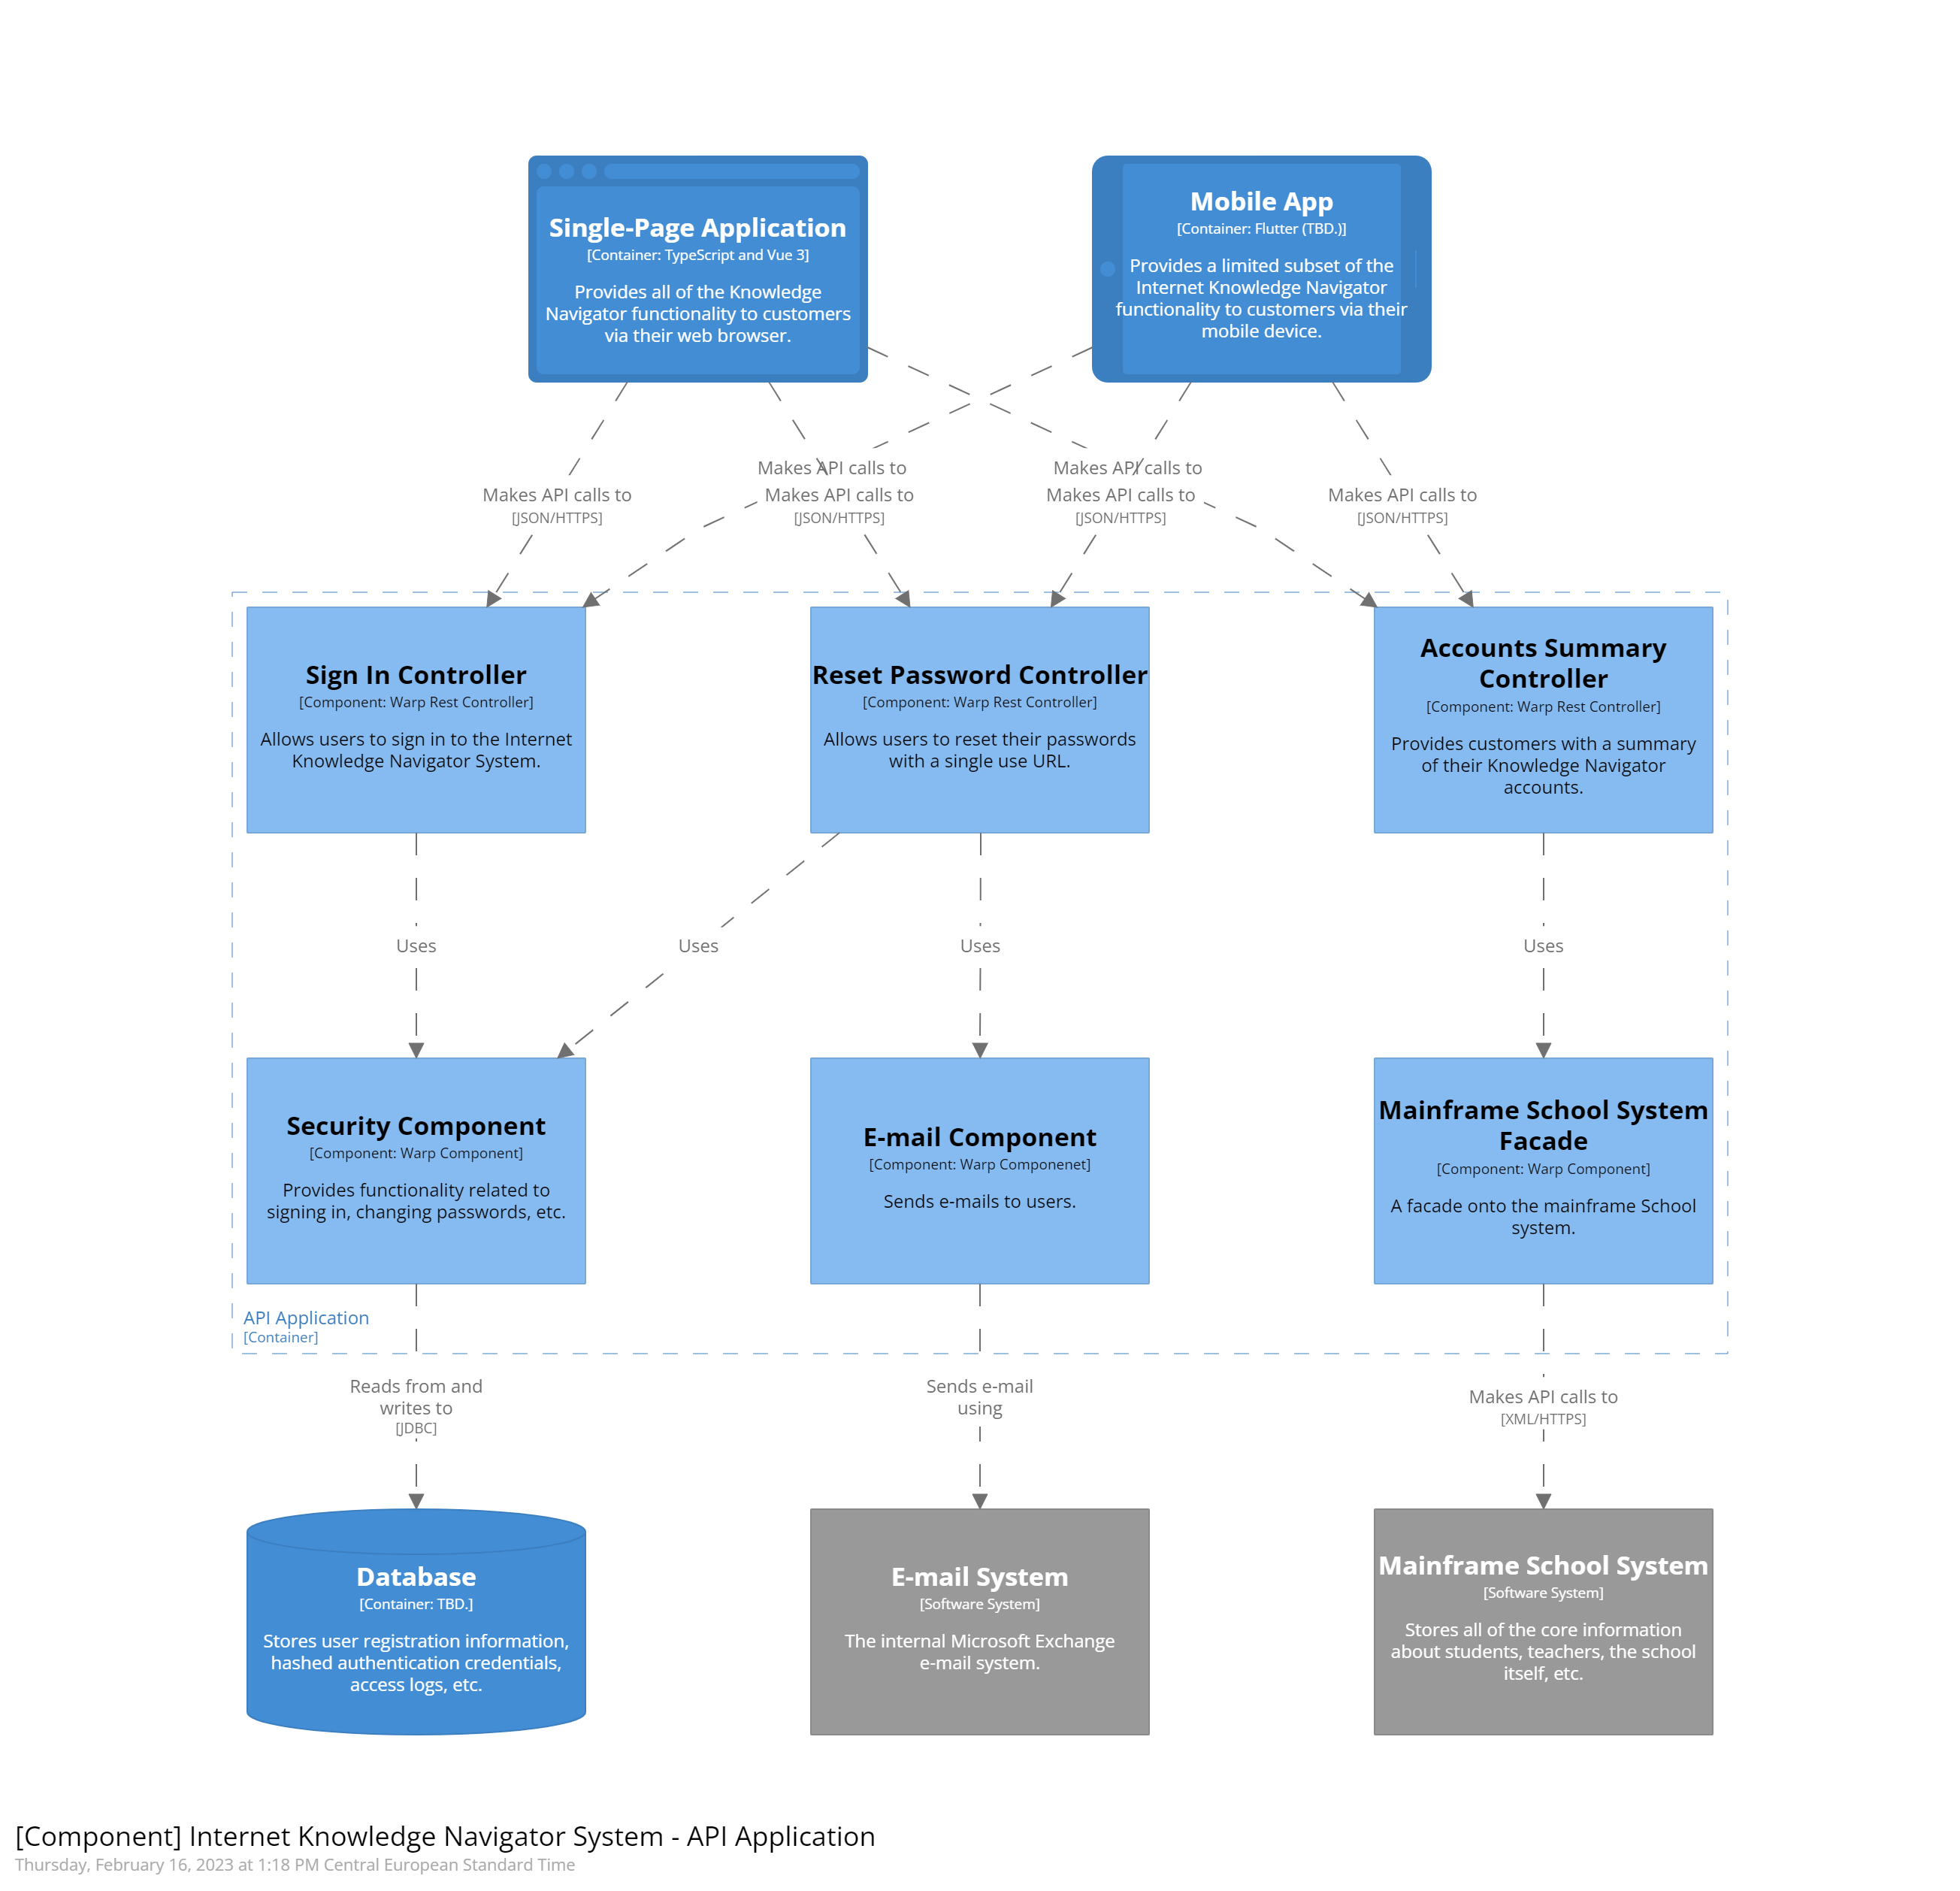 Single-Page Application
[Container: TypeScript and Vue 3]
Provides all of the Knowledge
Navigator functionality to customers
via their web browser.
Mobile App
[Container: Flutter (TBD.)]
Provides a limited subset of the
Internet Knowledge Navigator
functionality to customers via their
mobile device.
Makes API calls to
Makes API calls to
Makes API calls to
[JSON/HTTPS]
Makes API calls to
[JSON/HTTPS]
Makes API calls to
[JSON/HTTPS]
Makes API calls to
[JSON/HTTPS]
Sign In Controller
[Component: Warp Rest Controller]
Allows users to sign in to the Internet
Knowledge Navigator System.
Reset Password Controller
[Component: Warp Rest Controller]
Allows users to reset their passwords
with a single use URL.
Accounts Summary
Controller
[Component: Warp Rest Controller]
Provides customers with a summary
of their Knowledge Navigator
accounts.
Uses
Uses
Uses
Uses
Security Component
[Component: Warp Component]
Provides functionality related to
signing in, changing passwords, etc.
E-mail Component
[Component: Warp Componenet]
Sends e-mails to users.
Mainframe School System
Facade
[Component: Warp Component]
A facade onto the mainframe School
system.
API Application
[Container]
Reads from and
writes to
[JDBC]
Sends e-mail
using
Makes API calls to
[XML/HTTPS]
Database
[Container: TBD.]
Stores user registration information,
hashed authentication credentials,
access logs, etc.
E-mail System
[Software System]
The internal Microsoft Exchange
e-mail system.
Mainframe School System
[Software System]
Stores all of the core information
about students, teachers, the school
itself, etc.
[Component] Internet Knowledge Navigator System - API Application
Thursday, February 16, 2023 at 1:18 PM Central European Standard Time